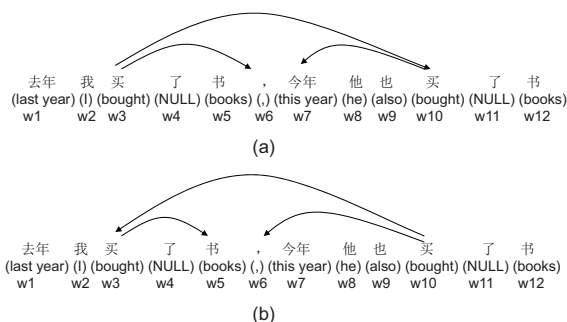 去年 我 买 了 书 ， 今年 他 也 买 了 书
(last year) (I) (bought) (NULL) (books) (,) (this year) (he) (also) (bought) (NULL) (books)
w1 w2 w3 w4 w5 w6 w7 w8 w9 w10 w11 w12
(a)
去年 我 买 了 书 ， 今年 他 也 买 了 书
(last year) (I) (bought) (NULL) (books) (,) (this year) (he) (also) (bought) (NULL) (books)
w1 w2 w3 w4 w5 w6 w7 w8 w9 w10 w11 w12
(b)